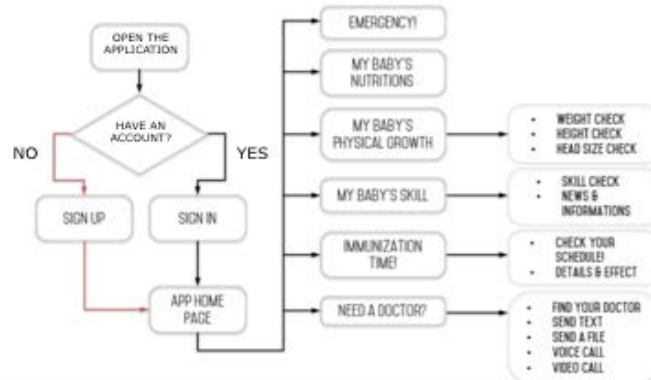 OPEN THE
APPLICATION
HAVE AN
ACCOUNT?
NO
YES
SIGN UP
SIGN IN
APP HOME
PAGE
EMERGENCY!
MY BABY'S
NUTRITIONS
MY BABY'S
PHYSICAL GROWTH
• WEIGHT CHECK
• HEIGHT CHECK
• HEAD SIZE CHECK
MY BABY'S SKILL
• SKILL CHECK
• NEWS &
INFORMATIONS
IMMUNIZATION
TIME!
• CHECK YOUR
SCHEDULE!
• DETAILS & EFFECT
NEED A DOCTOR?
• FIND YOUR DOCTOR
• SEND TEXT
• SEND A FILE
• VOICE CALL
• VIDEO CALL